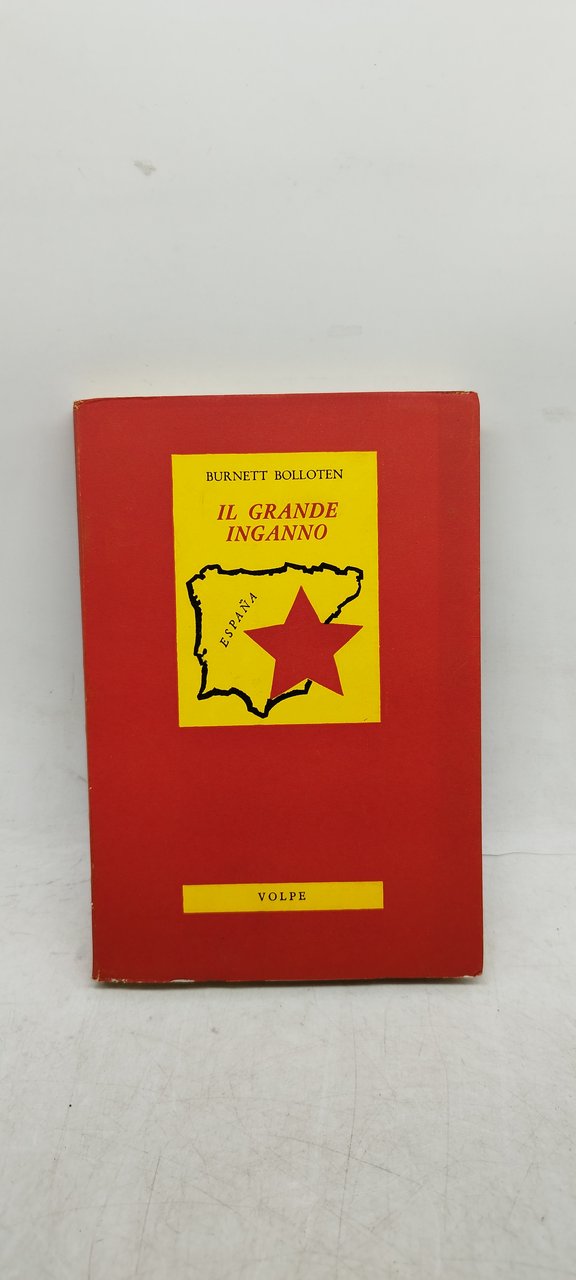 BURNETT BOLLOTEN
IL GRANDE
INGANNO
ESPAÑA
VOLPE